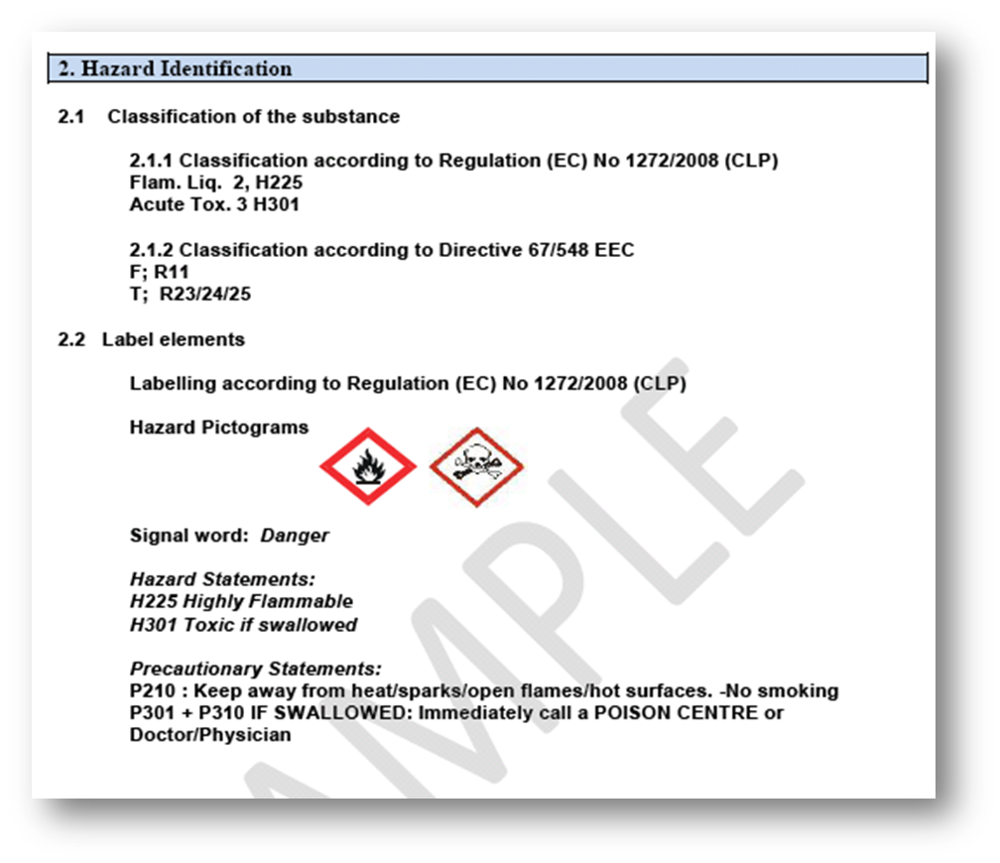 2. Hazard Identification
2.1 Classification of the substance
2.1.1 Classification according to Regulation (EC) No 1272/2008 (CLP)
Flam. Liq. 2, H225
Acute Tox. 3 H301
2.1.2 Classification according to Directive 67/548 EEC
F; R11
T; R23/24/25
2.2 Label elements
Labelling according to Regulation (EC) No 1272/2008 (CLP)
Hazard Pictograms
Signal word: Danger
Hazard Statements:
H225 Highly Flammable
H301 Toxic if swallowed
Precautionary Statements:
P210 : Keep away from heat/sparks/open flames/hot surfaces. -No smoking
P301 + P310 IF SWALLOWED: Immediately call a POISON CENTRE or
Doctor/Physician
AMPLE